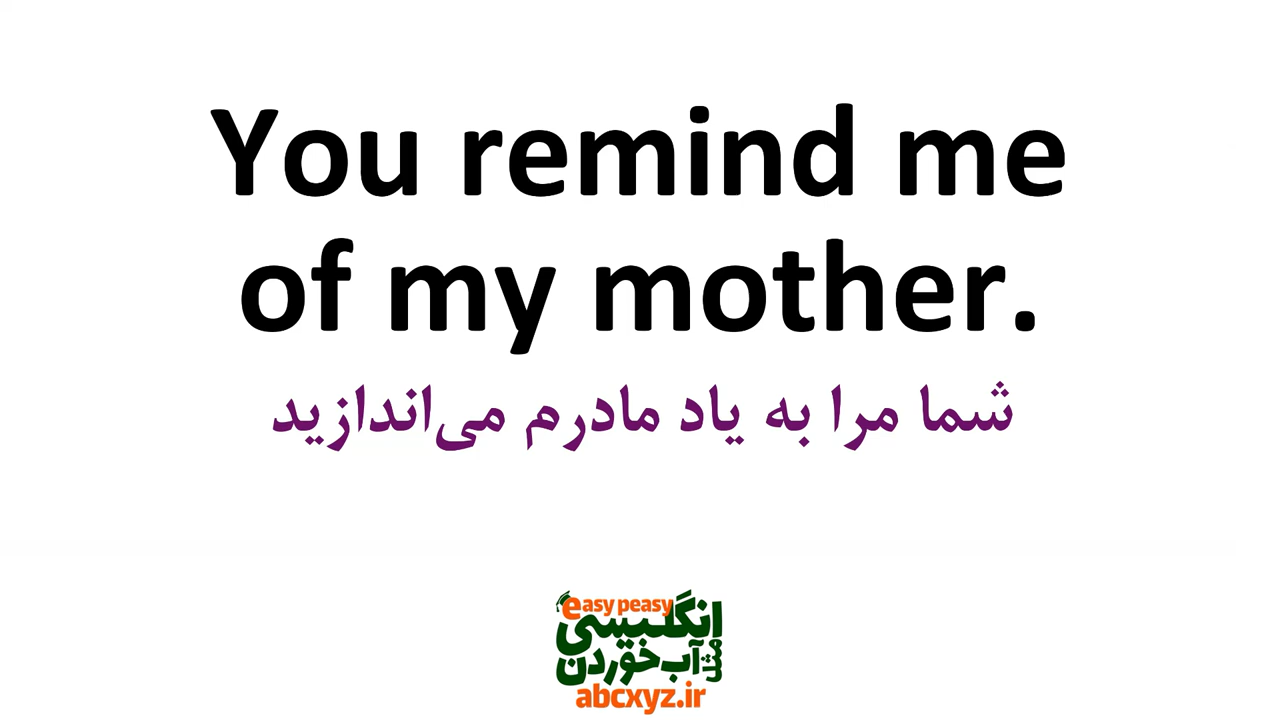 You remind me
of my mother.
شما مرا به یاد مادرم می‌اندازید
easy peasy
انگلیسی
مثل آب خوردن
abcxyz.ir